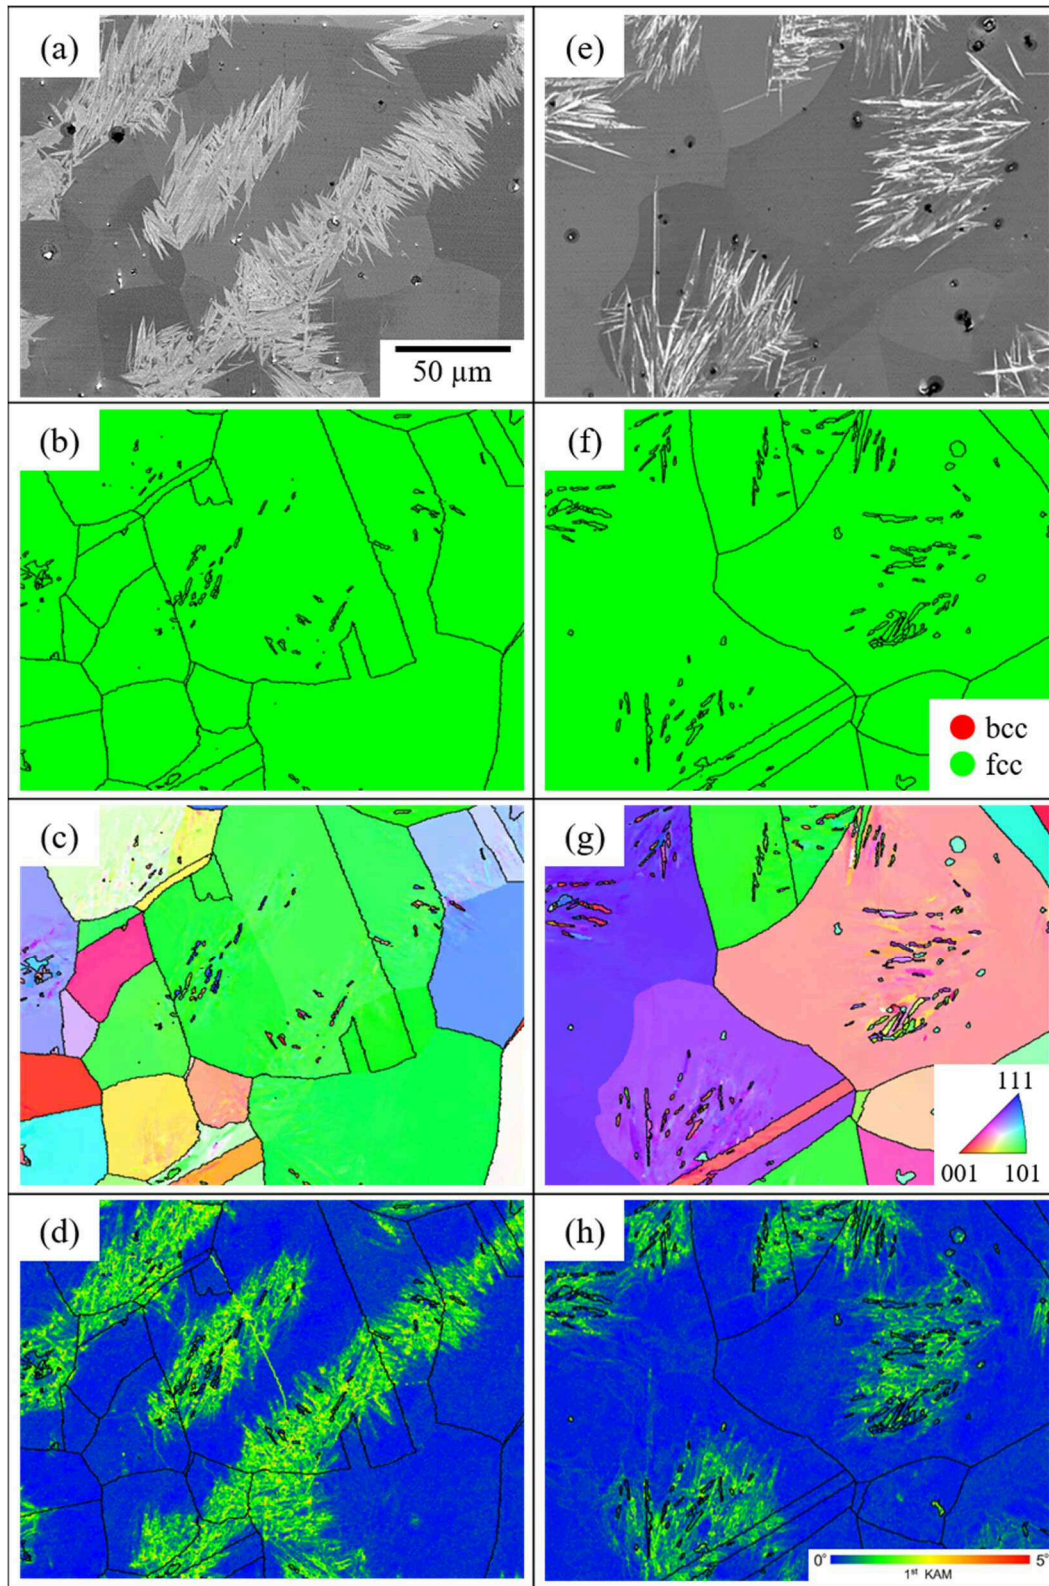 (a)
(e)
50 µm
(b)
(f)
bcc
fcc
(c)
(g)
111
001 101
(d)
(h)
0° 5°
1st KAM